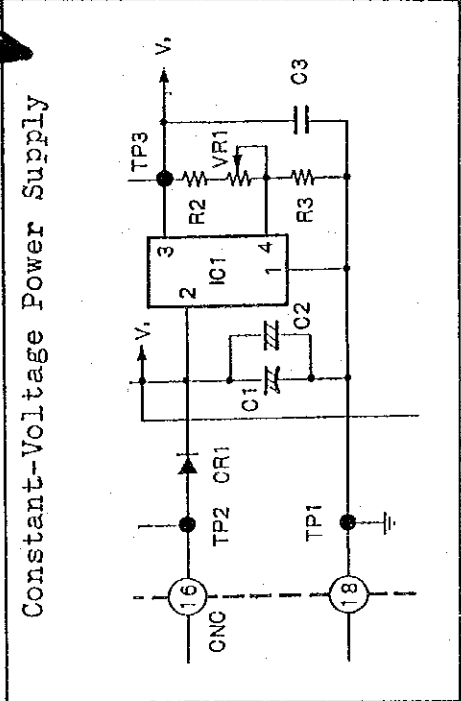 Constant-Voltage Power Supply
V,
TP3
V,
C3
3
R2
VR1
2
IC1
4
CR1
1
R3
C1
C2
16
TP2
CNC
TP1
18